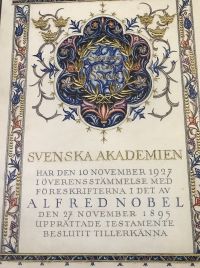 SVENSKA AKADEMIEN
HAR DEN 10 NOVEMBER 1927
I ÖVERENSSTÄMMELSE MED
FÖRESKRIFTERNA I DET AV
ALFRED NOBEL
DEN 27 NOVEMBER 1895
UPPRÄTTADE TESTAMENTE
BESLUTIT TILLERKÄNNA